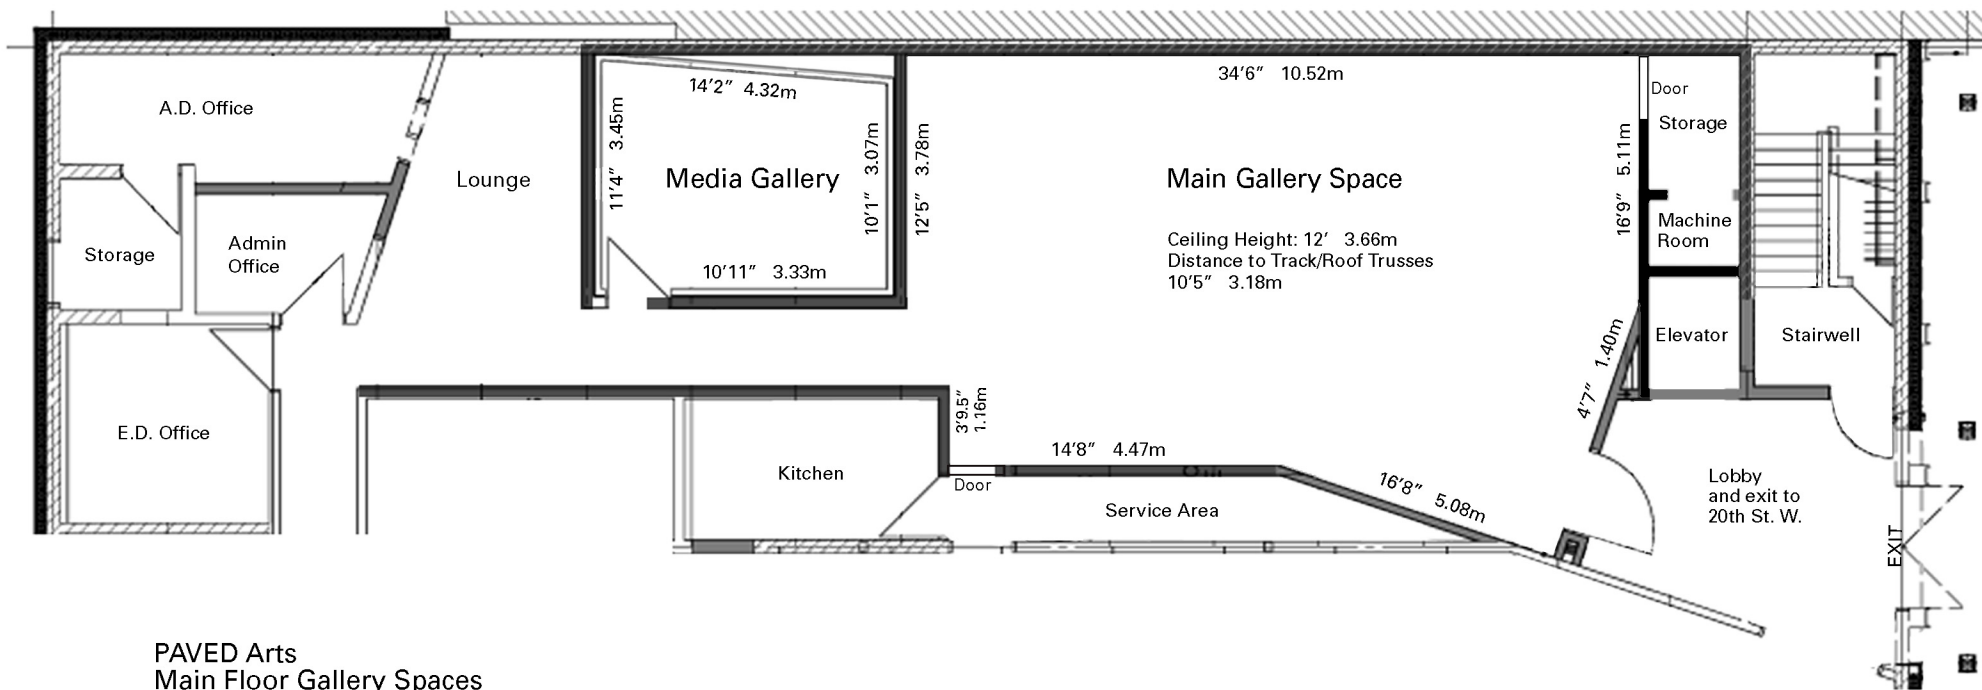 A.D. Office
Lounge
Storage
Admin
Office
E.D. Office
14’2” 4.32m
11’4” 3.45m
Media Gallery
10’1” 3.07m
10’11” 3.33m
12’5” 3.78m
34’6” 10.52m
Main Gallery Space
Ceiling Height: 12’ 3.66m
Distance to Track/Roof Trusses
10’5” 3.18m
16’9” 5.11m
Door
Storage
Machine
Room
Elevator
Stairwell
4’7” 1.40m
3’9.5”
1.16m
14’8” 4.47m
16’8” 5.08m
Kitchen
Door
Service Area
Lobby
and exit to
20th St. W.
EXIT
PAVED Arts
Main Floor Gallery Spaces